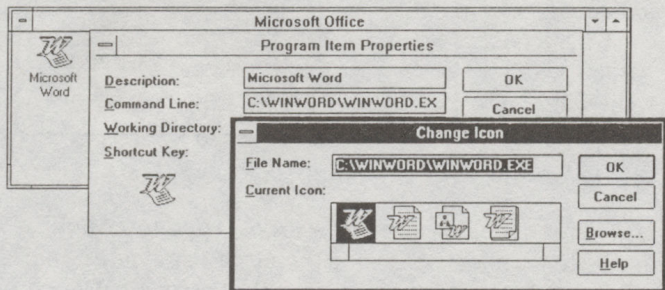 Microsoft Office
Microsoft
Word
Program Item Properties
Description: Microsoft Word OK
Command Line: C:\WINWORD\WINWORD.EX Cancel
Working Directory:
Shortcut Key:
Change Icon
File Name: C:\WINWORD\WINWORD.EXE OK
Current Icon: Cancel
Browse...
Help